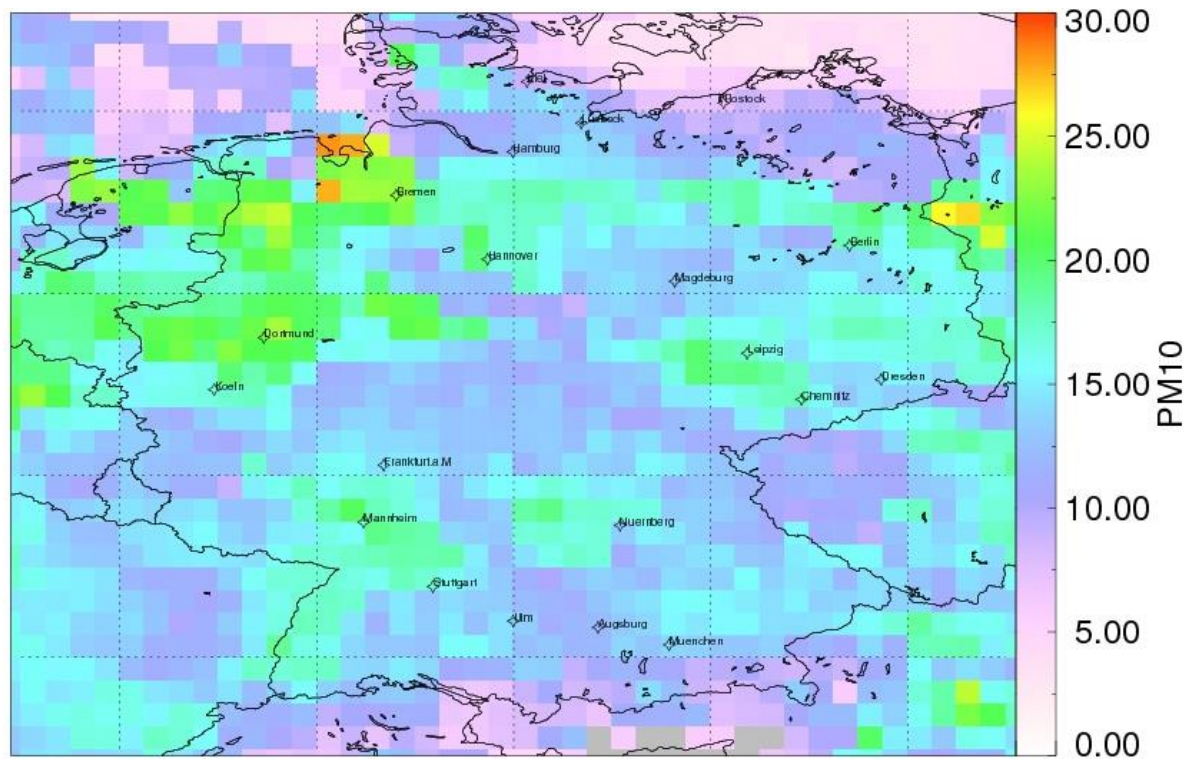 30.00
Kiel
Rostock
Luebeck
25.00
Hamburg
Bremen
Berlin
Hannover
20.00
Magdeburg
Dortmund
Leipzig
Koeln
Dresden
15.00
PM10
Chemnitz
Frankfurt.a.M
10.00
Mannheim
Nuernberg
Stuttgart
Ulm
Augsburg
5.00
Muenchen
0.00